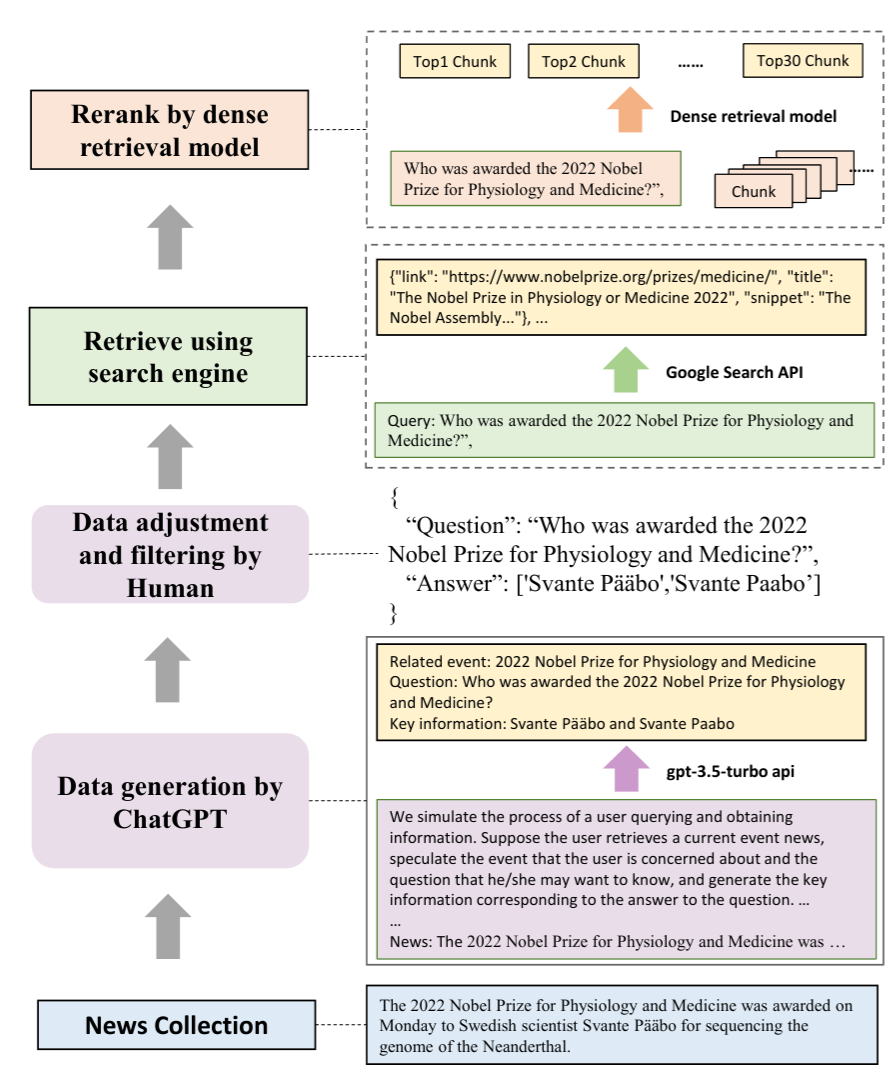 Top1 Chunk
Top2 Chunk
……
Top30 Chunk
Dense retrieval model
Rerank by dense
retrieval model
Who was awarded the 2022 Nobel
Prize for Physiology and Medicine?”,
Chunk
……
{"link": "https://www.nobelprize.org/prizes/medicine/", "title":
"The Nobel Prize in Physiology or Medicine 2022", "snippet": "The
Nobel Assembly..."}, ...
Retrieve using
search engine
Google Search API
Query: Who was awarded the 2022 Nobel Prize for Physiology and
Medicine?”,
Data adjustment
and filtering by
Human
{
“Question”: “Who was awarded the 2022
Nobel Prize for Physiology and Medicine?”,
“Answer”: ['Svante Pääbo','Svante Paabo’]
}
Related event: 2022 Nobel Prize for Physiology and Medicine
Question: Who was awarded the 2022 Nobel Prize for Physiology
and Medicine?
Key information: Svante Pääbo and Svante Paabo
Data generation by
ChatGPT
gpt-3.5-turbo api
We simulate the process of a user querying and obtaining
information. Suppose the user retrieves a current event news,
speculate the event that the user is concerned about and the
question that he/she may want to know, and generate the key
information corresponding to the answer to the question. …
…
News: The 2022 Nobel Prize for Physiology and Medicine was …
News Collection
The 2022 Nobel Prize for Physiology and Medicine was awarded on
Monday to Swedish scientist Svante Pääbo for sequencing the
genome of the Neanderthal.